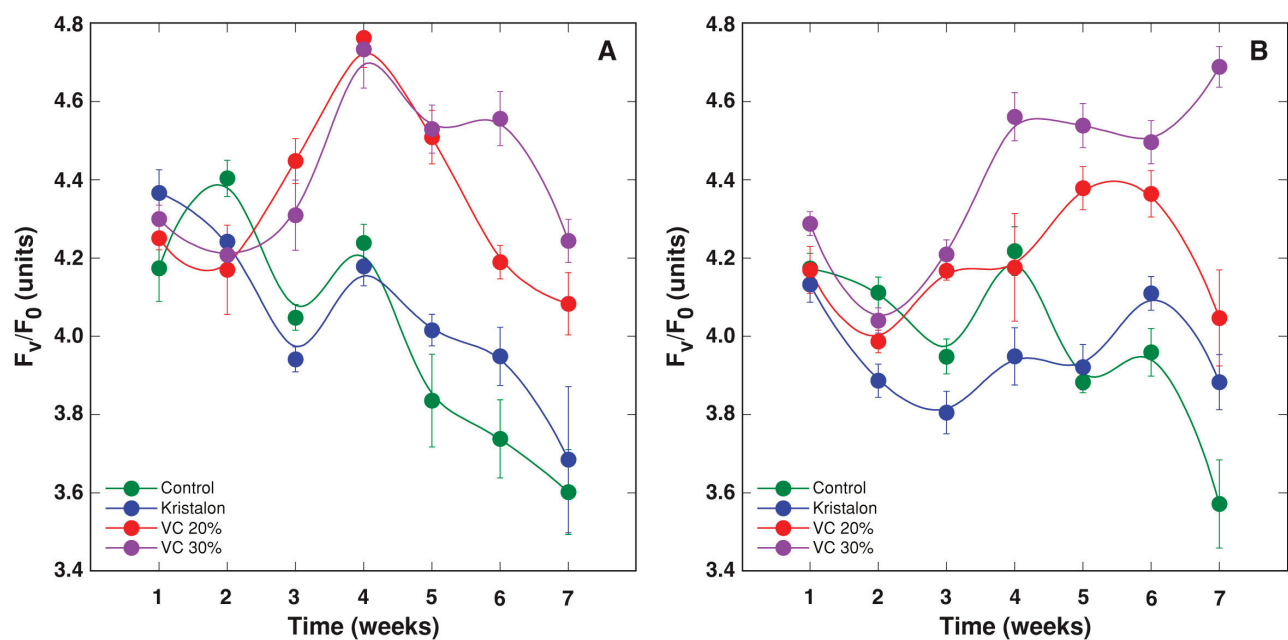 A
4.8
4.6
4.4
4.2
4.0
3.8
3.6
3.4
Fv/F0 (units)
Control
Kristalon
VC 20%
VC 30%
1 2 3 4 5 6 7
Time (weeks)
B
4.8
4.6
4.4
4.2
4.0
3.8
3.6
3.4
Fv/F0 (units)
Control
Kristalon
VC 20%
VC 30%
1 2 3 4 5 6 7
Time (weeks)